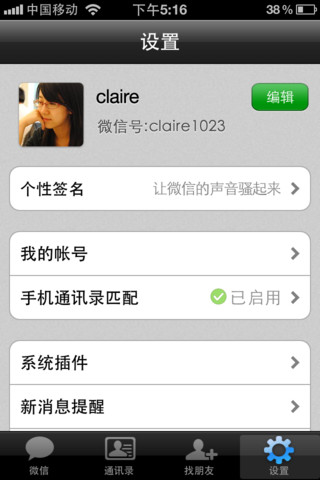 中国移动 下午5:16 38%
设置
claire
编辑
微信号:claire1023
个性签名 让微信的声音骚起来
我的帐号
手机通讯录匹配 已启用
系统插件
新消息提醒
微信 通讯录 找朋友 设置